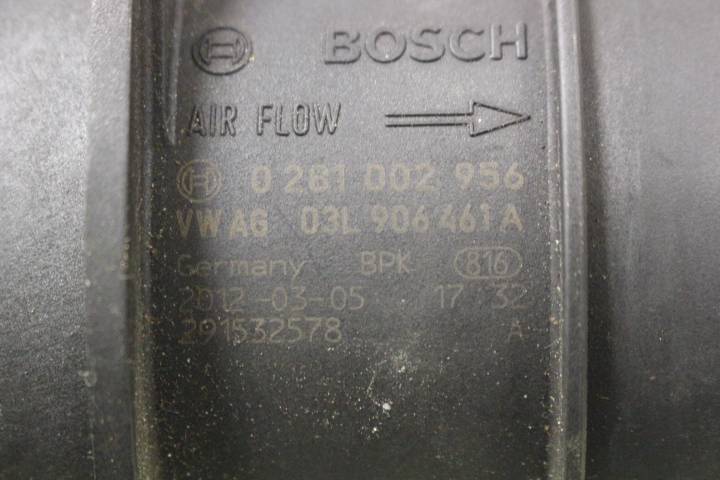 BOSCH
AIR FLOW
0 281 002 956
VW AG 03L 906 461 A
Germany BPK 816
2012-03-05 17 32
291532578 A